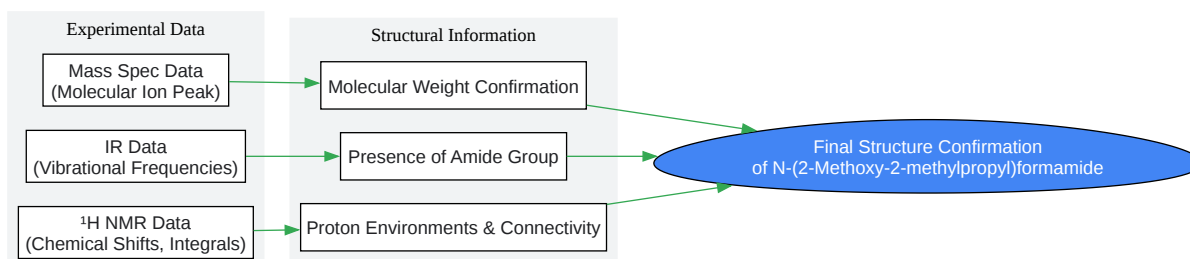 Experimental Data
Structural Information
Mass Spec Data
(Molecular Ion Peak)
Molecular Weight Confirmation
IR Data
(Vibrational Frequencies)
Presence of Amide Group
Final Structure Confirmation
of N-(2-Methoxy-2-methylpropyl)formamide
¹H NMR Data
(Chemical Shifts, Integrals)
Proton Environments & Connectivity